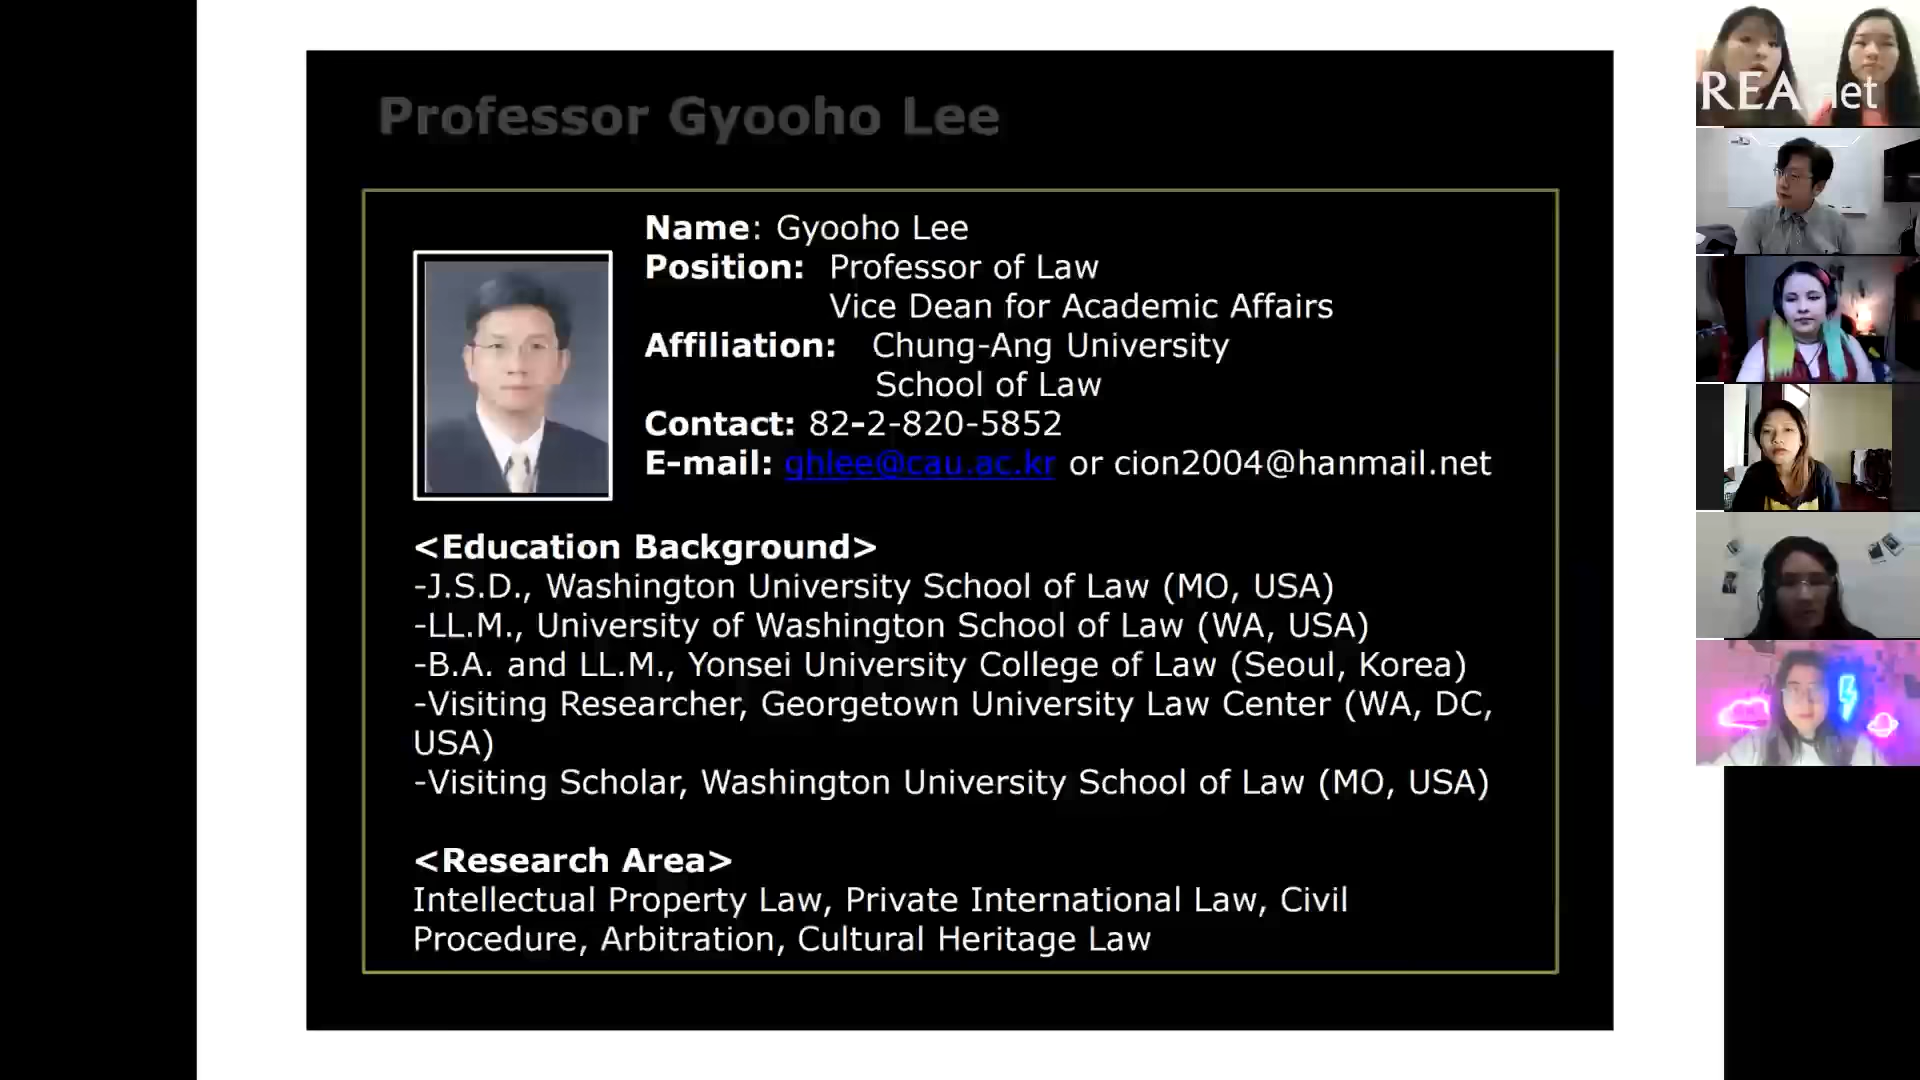 Professor Gyooho Lee
Name: Gyooho Lee
Position: Professor of Law
Vice Dean for Academic Affairs
Affiliation: Chung-Ang University
School of Law
Contact: 82-2-820-5852
E-mail: ghlee@cau.ac.kr or cion2004@hanmail.net
<Education Background>
-J.S.D., Washington University School of Law (MO, USA)
-LL.M., University of Washington School of Law (WA, USA)
-B.A. and LL.M., Yonsei University College of Law (Seoul, Korea)
-Visiting Researcher, Georgetown University Law Center (WA, DC,
USA)
-Visiting Scholar, Washington University School of Law (MO, USA)
<Research Area>
Intellectual Property Law, Private International Law, Civil
Procedure, Arbitration, Cultural Heritage Law